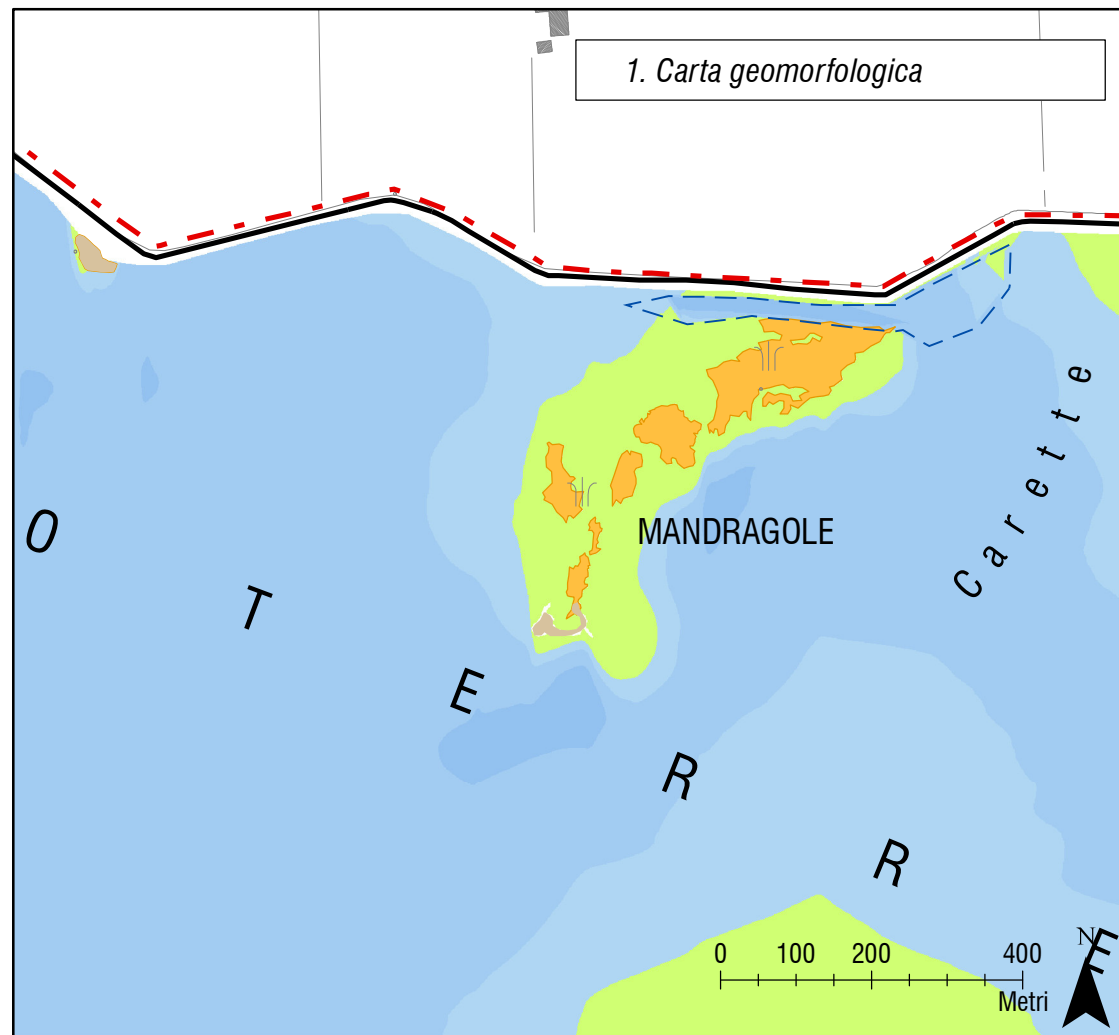 1. Carta geomorfologica
Carette
MANDRAGOLE
O T E R R E
0 100 200 400
Metri
N